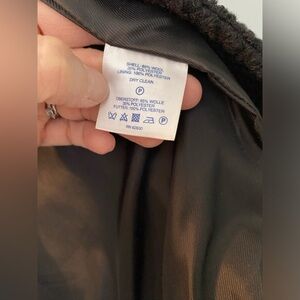 SHELL: 80% WOOL
20% POLYESTER
LINING: 100% POLYESTER
DRY CLEAN
P
OBERSTOFF: 80% WOLLE
20% POLYESTER
FUTTER: 100% POLYESTER
P